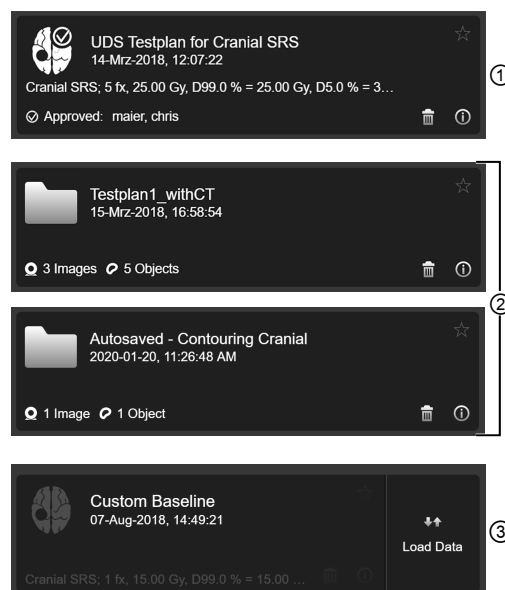 UDS Testplan for Cranial SRS
14-Mrz-2018, 12:07:22
Cranial SRS; 5 fx, 25.00 Gy, D99.0 % = 25.00 Gy, D5.0 % = 3…
Approved: maier, chris
①
Testplan1_withCT
15-Mrz-2018, 16:58:54
3 Images 5 Objects
②
Autosaved - Contouring Cranial
2020-01-20, 11:26:48 AM
1 Image 1 Object
Custom Baseline
07-Aug-2018, 14:49:21
Load Data
③
Cranial SRS; 1 fx, 15.00 Gy, D99.0 % = 15.00 …